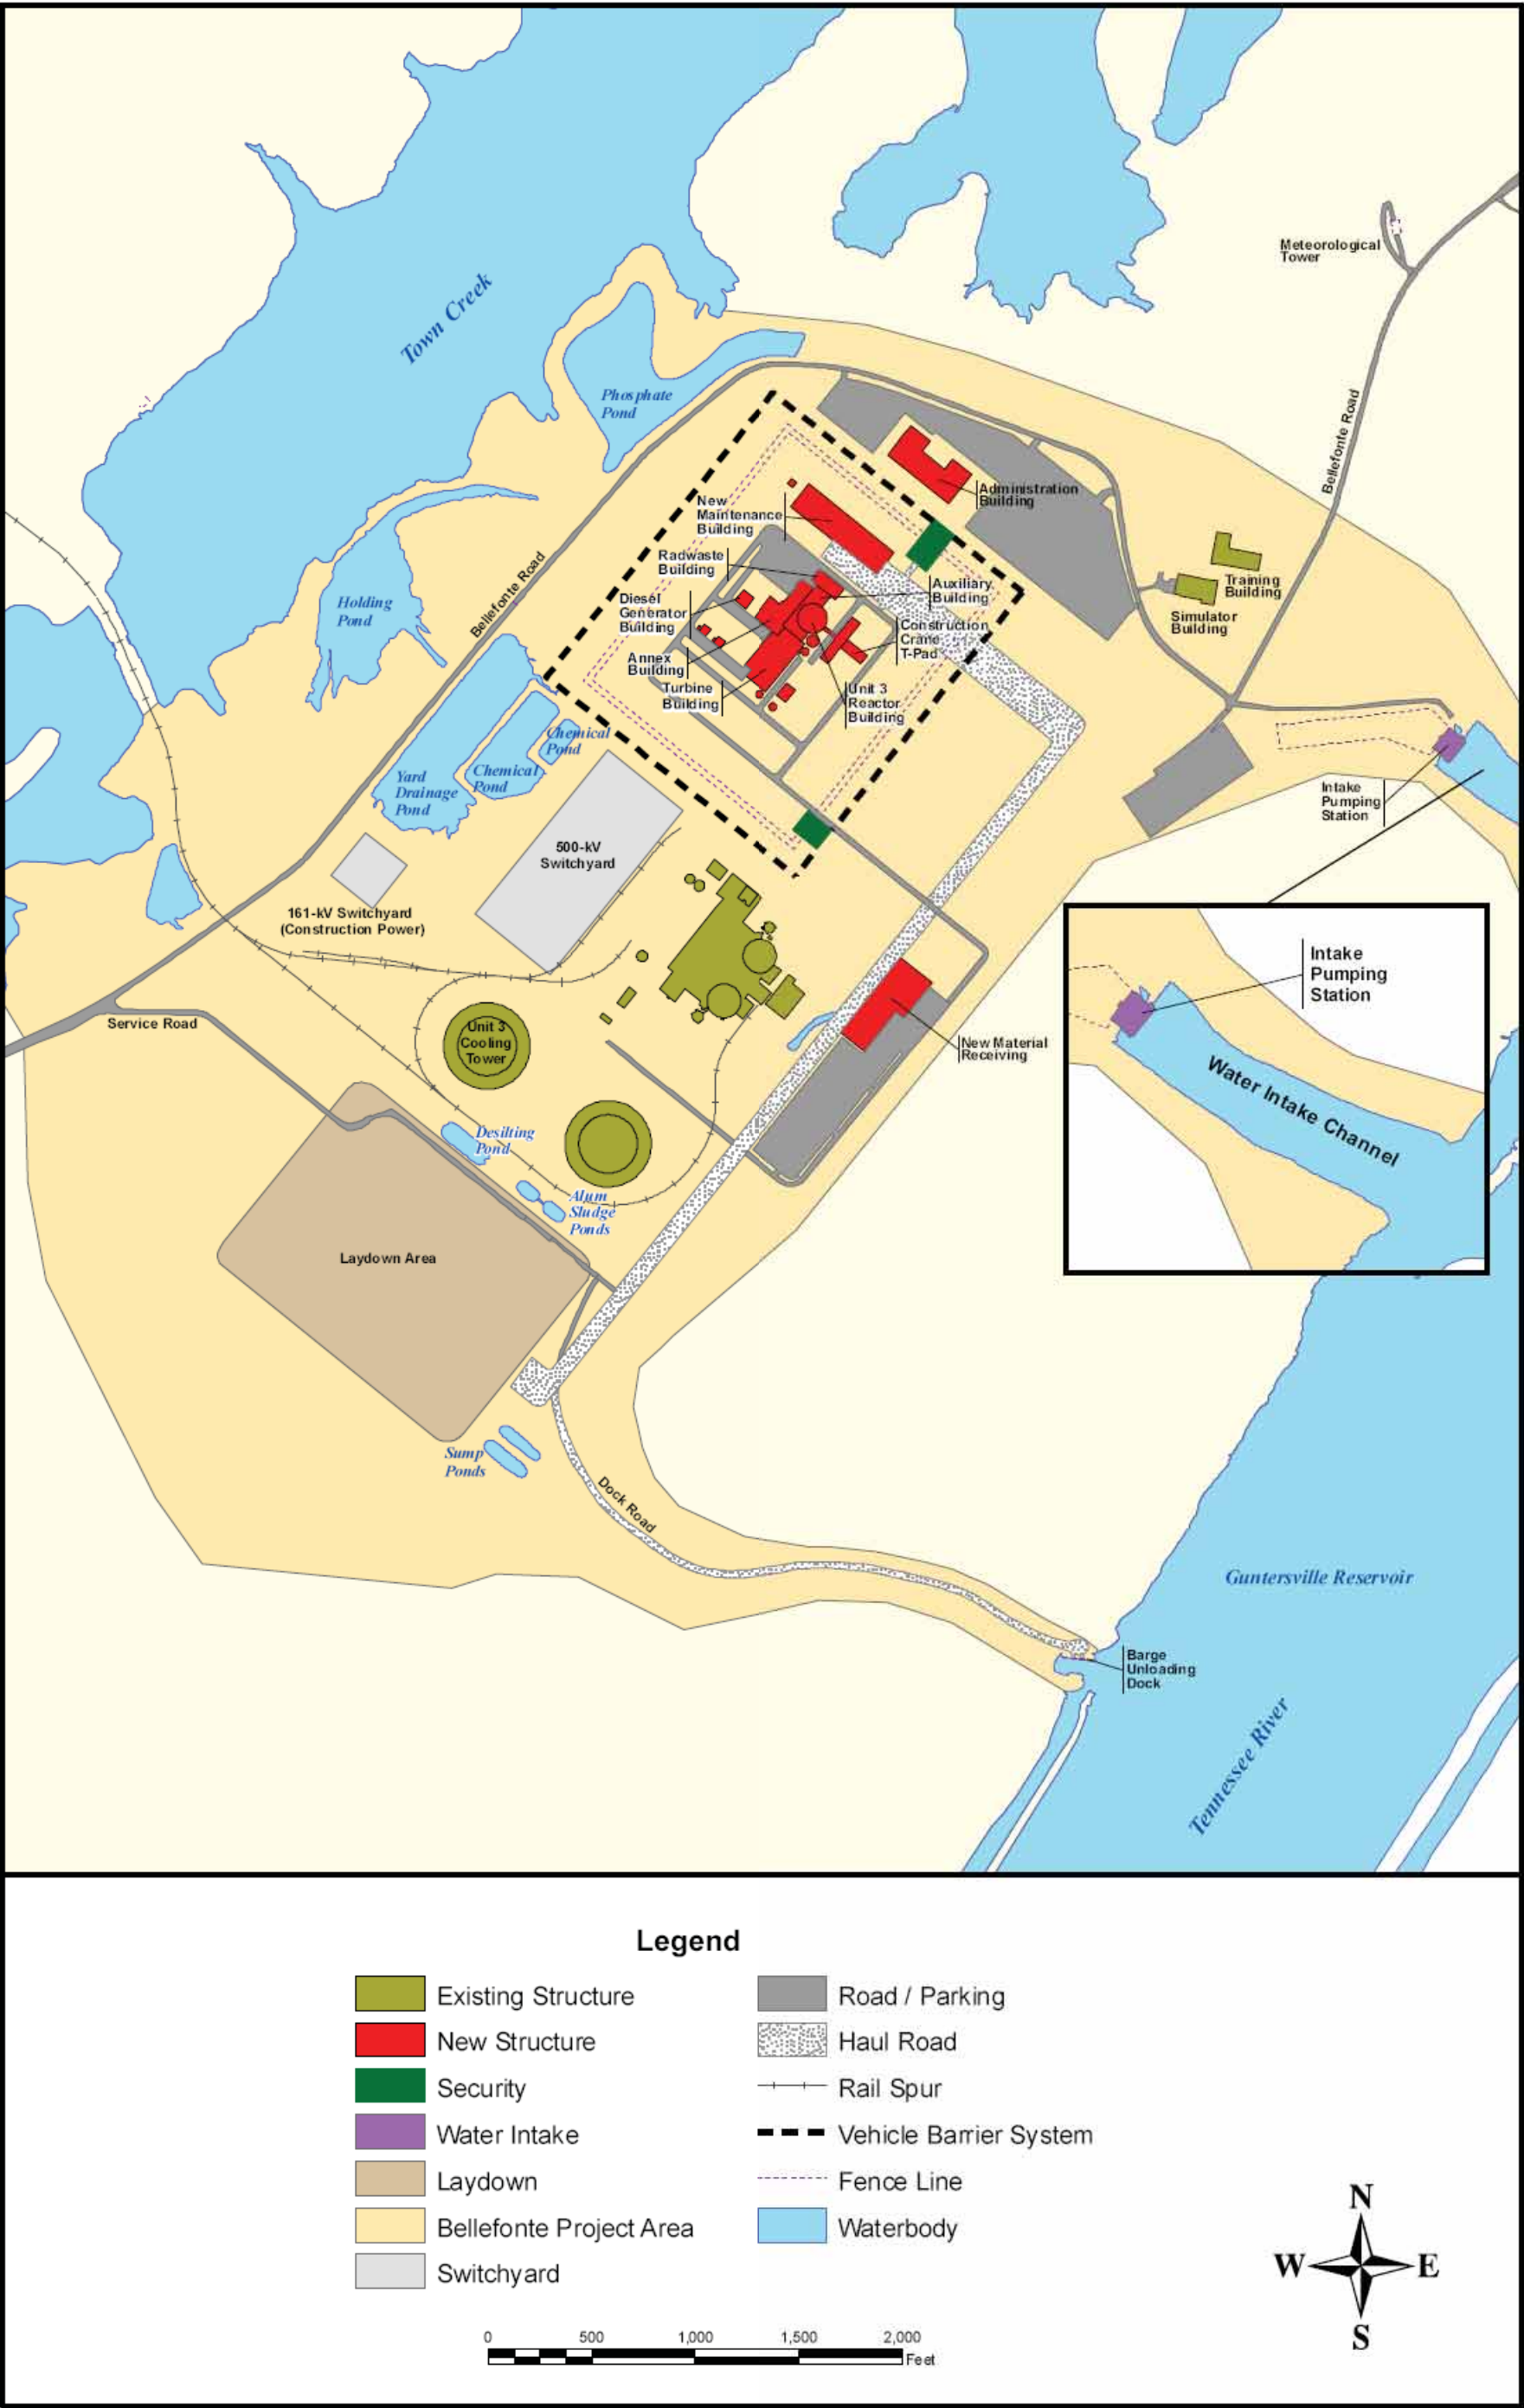 Meteorological
Tower
Town Creek
Phosphate
Pond
Bellefonte Road
Administration
Building
New
Maintenance
Building
Radwaste
Building
Auxiliary
Building
Training
Building
Simulator
Building
Diesel
Generator
Building
Construction
Crane
T-Pad
Annex
Building
Turbine
Building
Unit 3
Reactor
Building
Holding
Pond
Bellefonte Road
Chemical
Pond
Chemical
Pond
Yard
Drainage
Pond
Intake
Pumping
Station
500-kV
Switchyard
161-kV Switchyard
(Construction Power)
Intake
Pumping
Station
Water Intake Channel
Service Road
Unit 3
Cooling
Tower
New Material
Receiving
Desilting
Pond
Alum
Sludge
Ponds
Laydown Area
Sump
Ponds
Dock Road
Guntersville Reservoir
Barge
Unloading
Dock
Tennessee River
Legend
Existing Structure
New Structure
Security
Water Intake
Laydown
Bellefonte Project Area
Switchyard
Road / Parking
Haul Road
Rail Spur
Vehicle Barrier System
Fence Line
Waterbody
N
W E
S
0 500 1,000 1,500 2,000
Feet